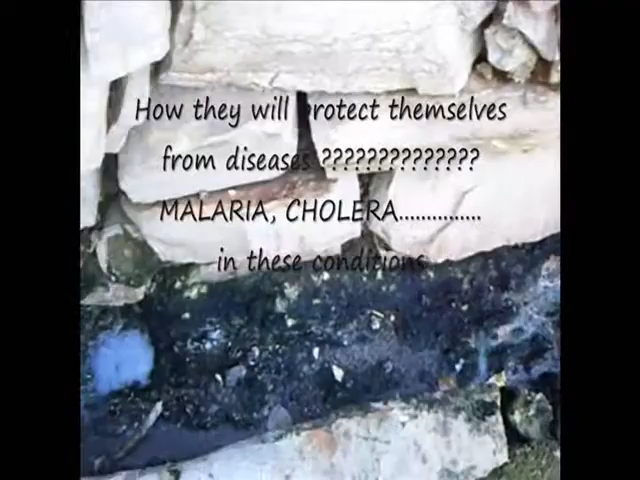 How they will protect themselves
from diseases ??????????????
MALARIA, CHOLERA...............
in these conditions